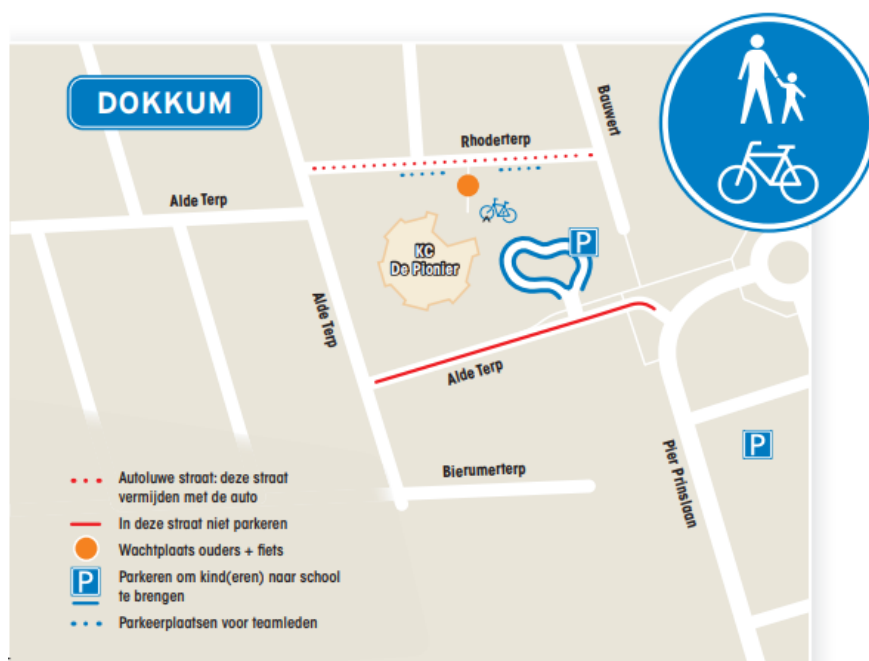 DOKKUM
Bauwert
Rhoderterp
Alde Terp
P
KC
De Pionier
Alde Terp
Alde Terp
P
Pier Prinslaan
Bierumerterp
Autoluwe straat: deze straat
vermijden met de auto
In deze straat niet parkeren
Wachtplaats ouders + fiets
P
Parkeren om kind(eren) naar school
te brengen
Parkeerplaatsen voor teamleden